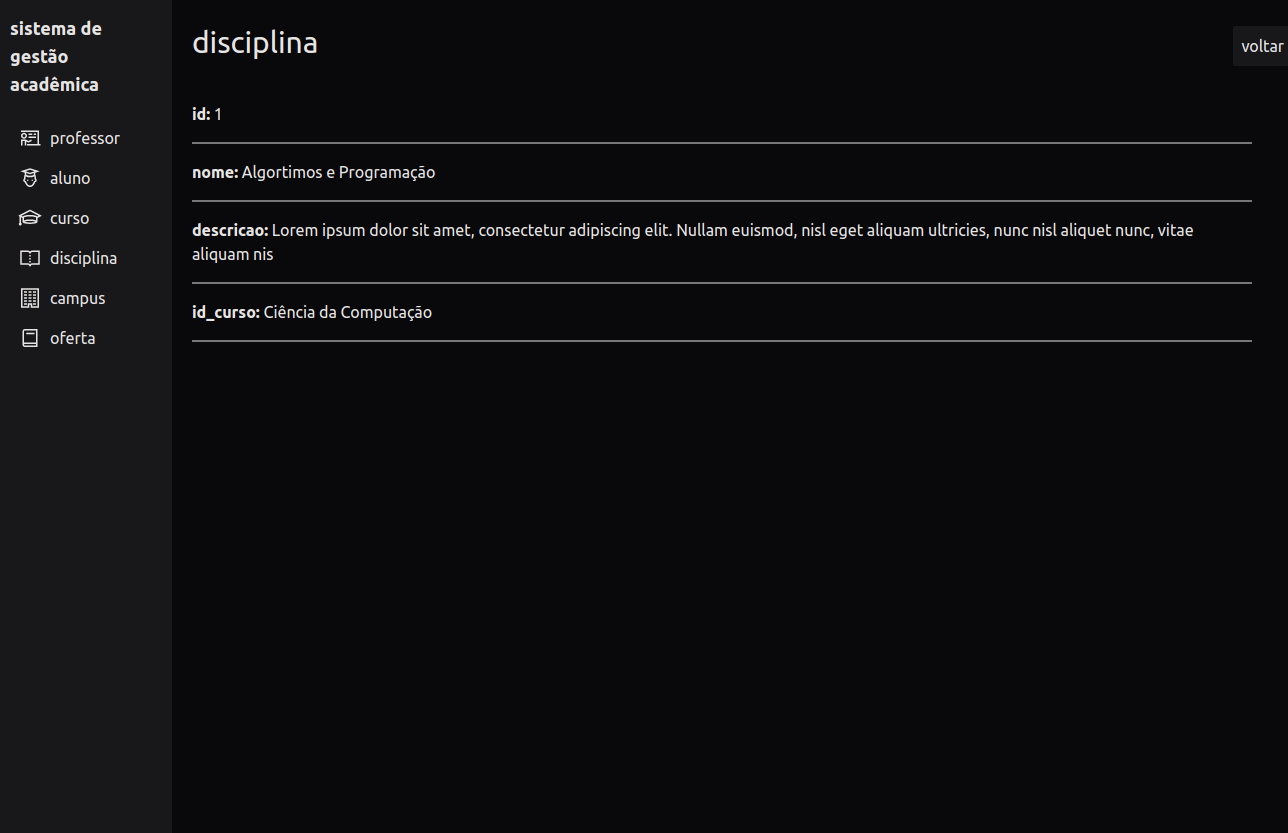 sistema de
gestão
acadêmica
professor
aluno
curso
disciplina
campus
oferta
disciplina
voltar
id: 1
nome: Algortimos e Programação
descricao: Lorem ipsum dolor sit amet, consectetur adipiscing elit. Nullam euismod, nisl eget aliquam ultricies, nunc nisl aliquet nunc, vitae
aliquam nis
id_curso: Ciência da Computação